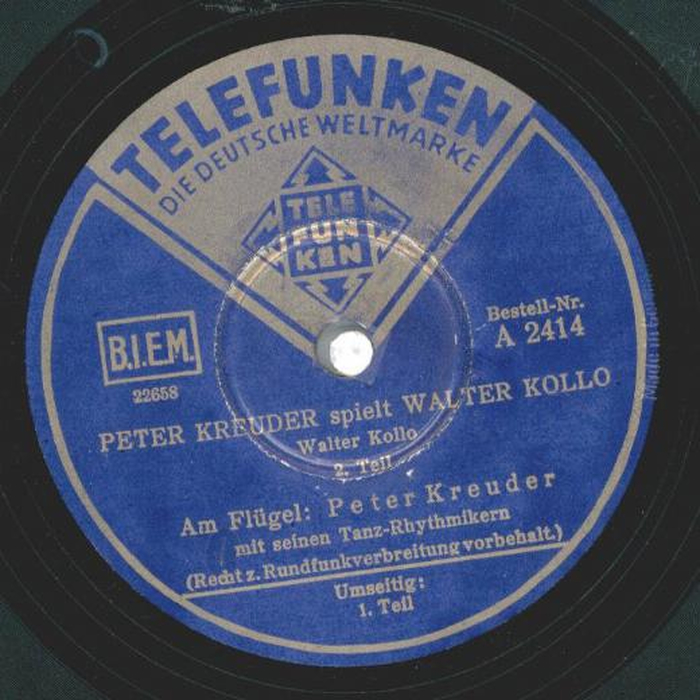 TELEFUNKEN
DIE DEUTSCHE WELTMARKE
TELE
FUN
KEN
B.I.E.M.
22658
Bestell-Nr.
A 2414
PETER KREUDER spielt WALTER KOLLO
Walter Kollo
2. Teil
Am Flügel: Peter Kreuder
mit seinen Tanz-Rhythmikern
(Recht z. Rundfunkverbreitung vorbehalt.)
Umseitig:
1. Teil